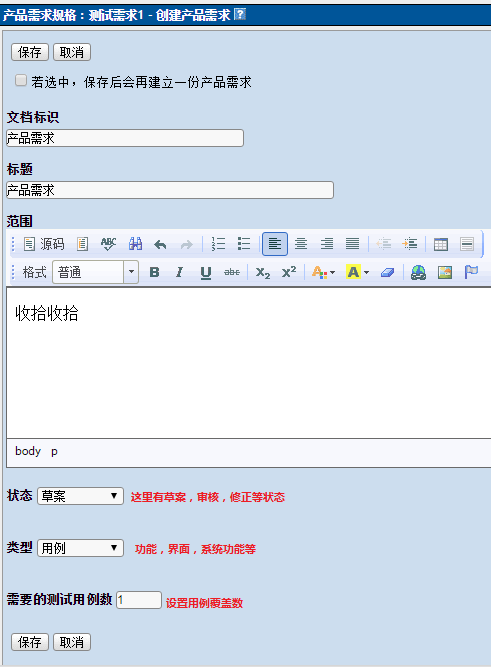 产品需求规格：测试需求1 - 创建产品需求 ?
保存 取消
若选中，保存后会再建立一份产品需求
文档标识
产品需求
标题
产品需求
范围
源码 ABC
格式 普通 B I U abc X2 X2 A A
收拾收拾
body p
状态 草案 这里有草案，审核，修正等状态
类型 用例 功能，界面，系统功能等
需要的测试用例数 1 设置用例覆盖数
保存 取消